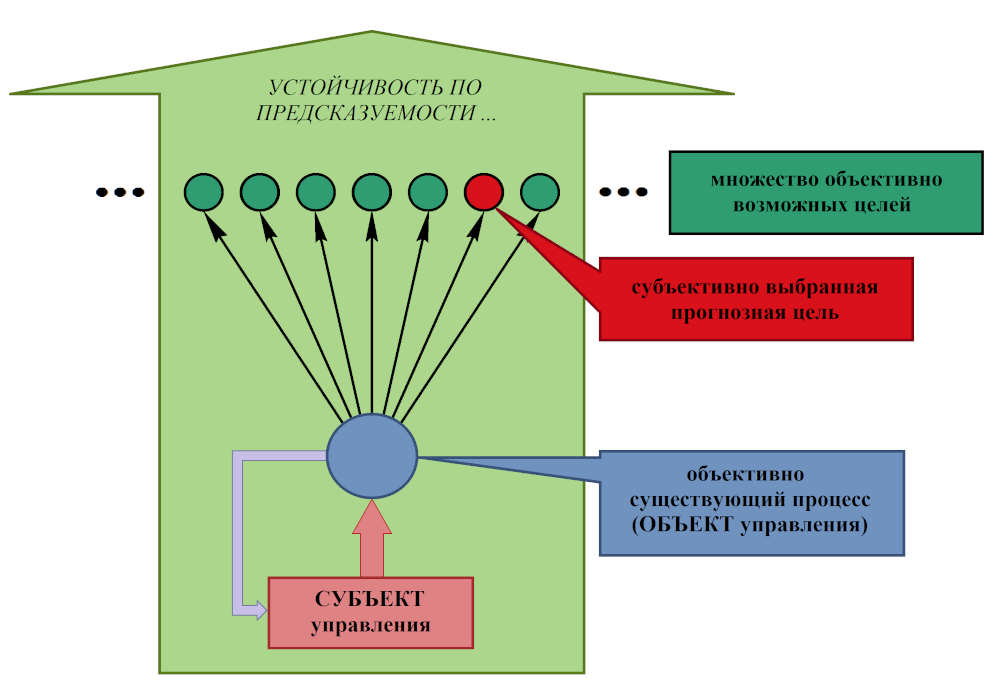 УСТОЙЧИВОСТЬ ПО
ПРЕДСКАЗУЕМОСТИ ...
множество объективно
возможных целей
субъективно выбранная
прогнозная цель
объективно
существующий процесс
(ОБЪЕКТ управления)
СУБЪЕКТ
управления